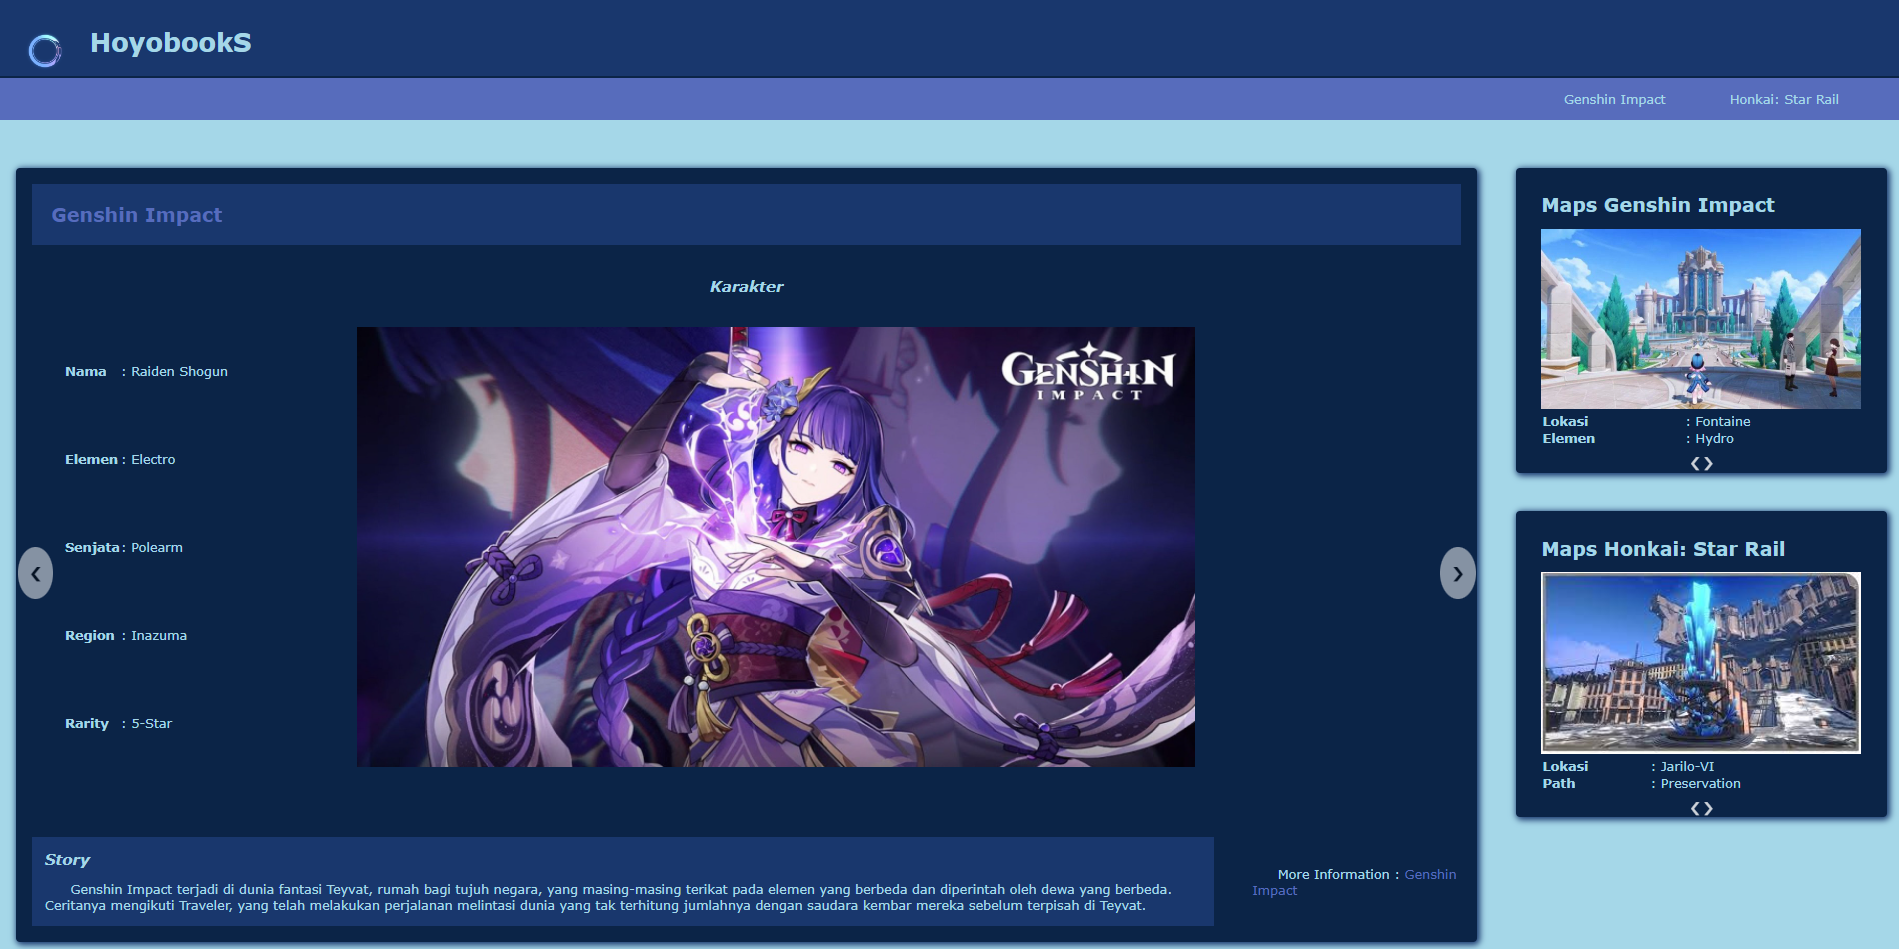 HoyobookS
Genshin Impact Honkai: Star Rail
Genshin Impact
Karakter
Nama : Raiden Shogun
Elemen : Electro
Senjata : Polearm
Region : Inazuma
Rarity : 5-Star
GENSHIN
IMPACT
❮
❯
Story
Genshin Impact terjadi di dunia fantasi Teyvat, rumah bagi tujuh negara, yang masing-masing terikat pada elemen yang berbeda dan diperintah oleh dewa yang berbeda.
Ceritanya mengikuti Traveler, yang telah melakukan perjalanan melintasi dunia yang tak terhitung jumlahnya dengan saudara kembar mereka sebelum terpisah di Teyvat.
More Information : Genshin
Impact
Maps Genshin Impact
Lokasi : Fontaine
Elemen : Hydro
❮❯
Maps Honkai: Star Rail
Lokasi : Jarilo-VI
Path : Preservation
❮❯